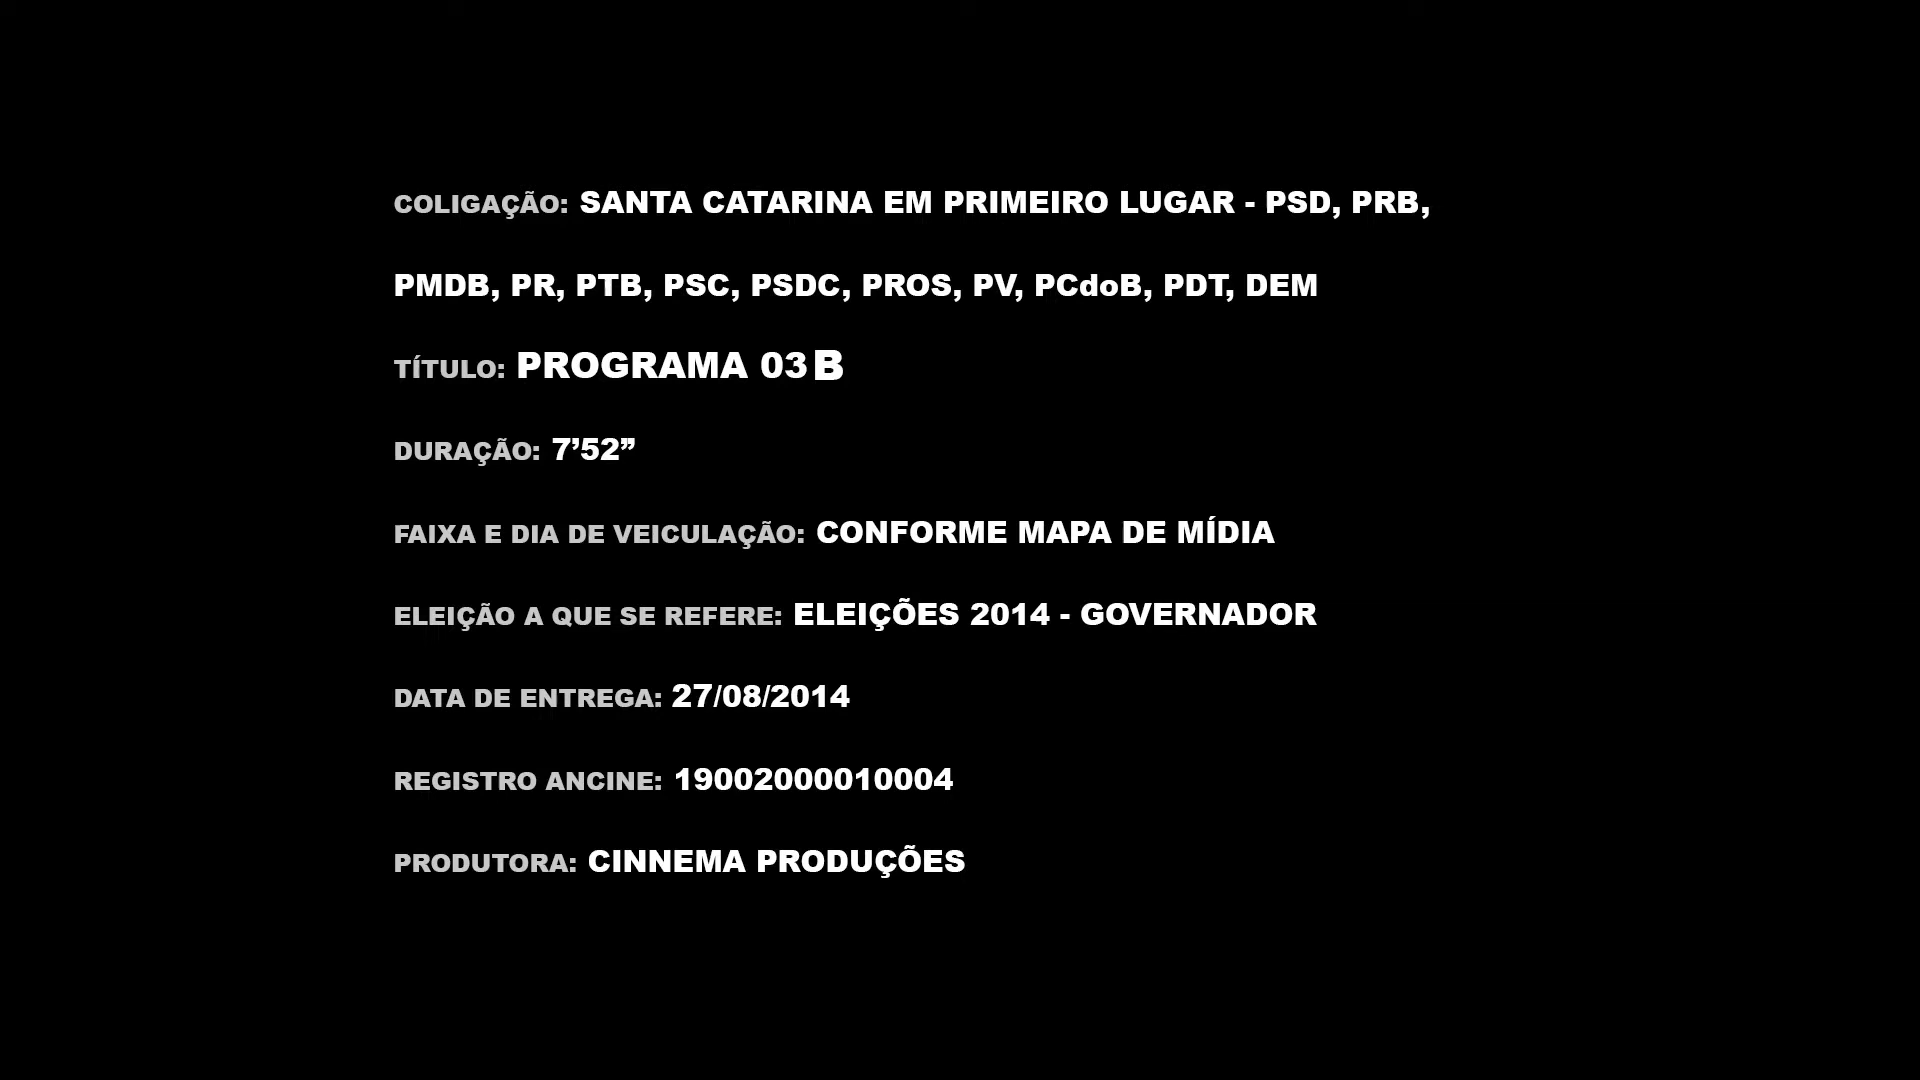 COLIGAÇÃO: SANTA CATARINA EM PRIMEIRO LUGAR - PSD, PRB,
PMDB, PR, PTB, PSC, PSDC, PROS, PV, PCdoB, PDT, DEM
TÍTULO: PROGRAMA 03 B
DURAÇÃO: 7’52”
FAIXA E DIA DE VEICULAÇÃO: CONFORME MAPA DE MÍDIA
ELEIÇÃO A QUE SE REFERE: ELEIÇÕES 2014 - GOVERNADOR
DATA DE ENTREGA: 27/08/2014
REGISTRO ANCINE: 19002000010004
PRODUTORA: CINNEMA PRODUÇÕES